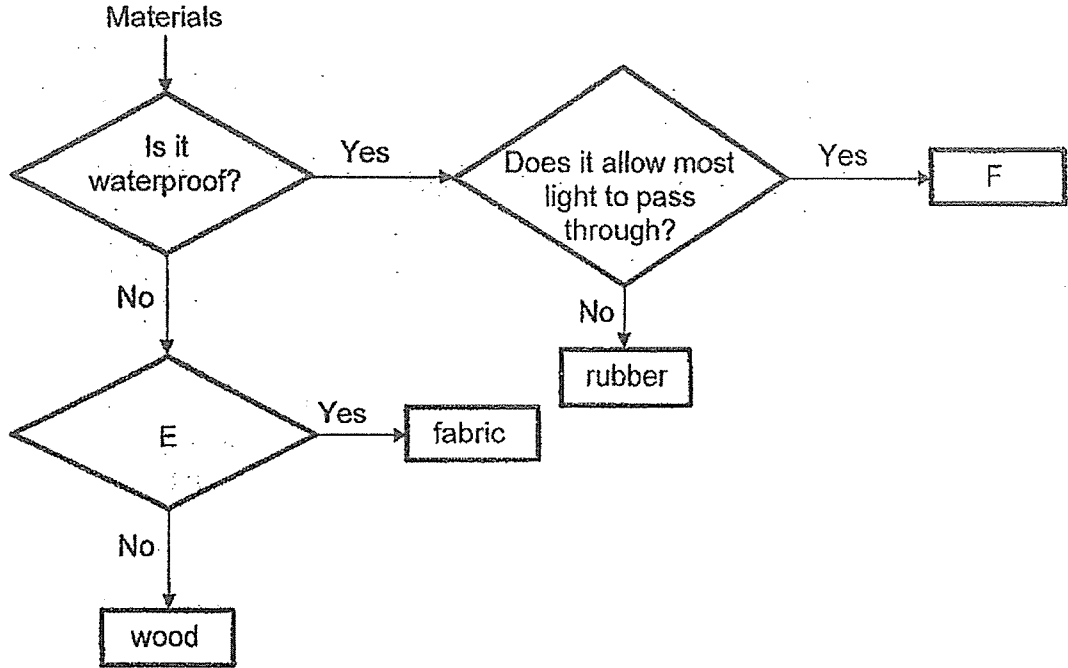 Materials
Is it
waterproof?
Yes
Does it allow most
light to pass
through?
Yes
F
No
No
rubber
E
Yes
fabric
No
wood